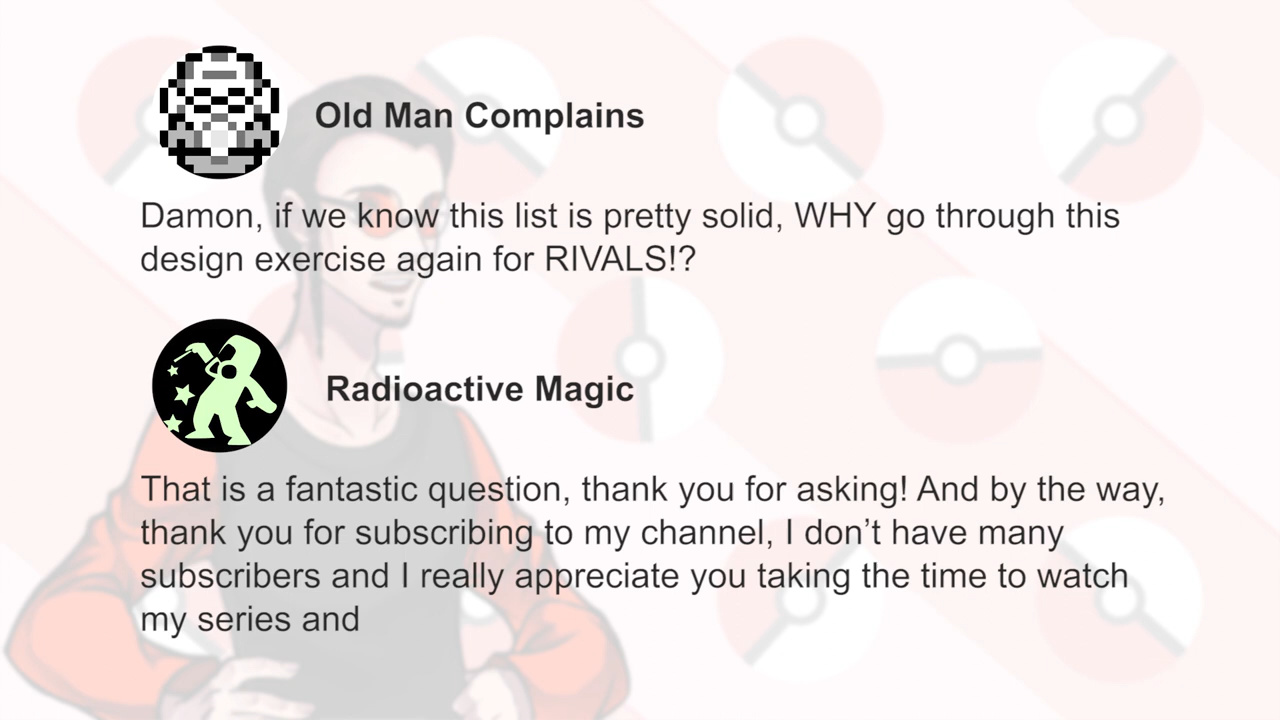 Old Man Complains
Damon, if we know this list is pretty solid, WHY go through this
design exercise again for RIVALS!?
Radioactive Magic
That is a fantastic question, thank you for asking! And by the way,
thank you for subscribing to my channel, I don’t have many
subscribers and I really appreciate you taking the time to watch
my series and